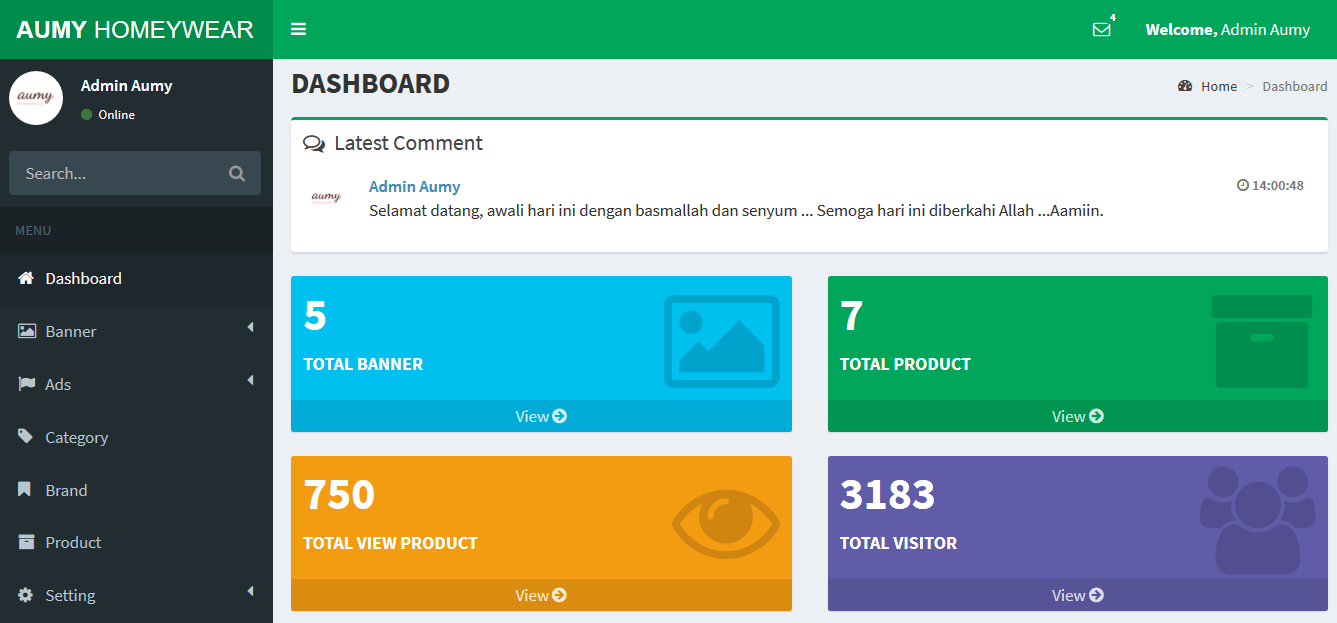 AUMY HOMEYWEAR
4
Welcome, Admin Aumy
aumy
Admin Aumy
Online
Search...
MENU
Dashboard
Banner
Ads
Category
Brand
Product
Setting
DASHBOARD
Home > Dashboard
Latest Comment
aumy
Admin Aumy
14:00:48
Selamat datang, awali hari ini dengan basmallah dan senyum ... Semoga hari ini diberkahi Allah ...Aamiin.
5
TOTAL BANNER
View
7
TOTAL PRODUCT
View
750
TOTAL VIEW PRODUCT
View
3183
TOTAL VISITOR
View